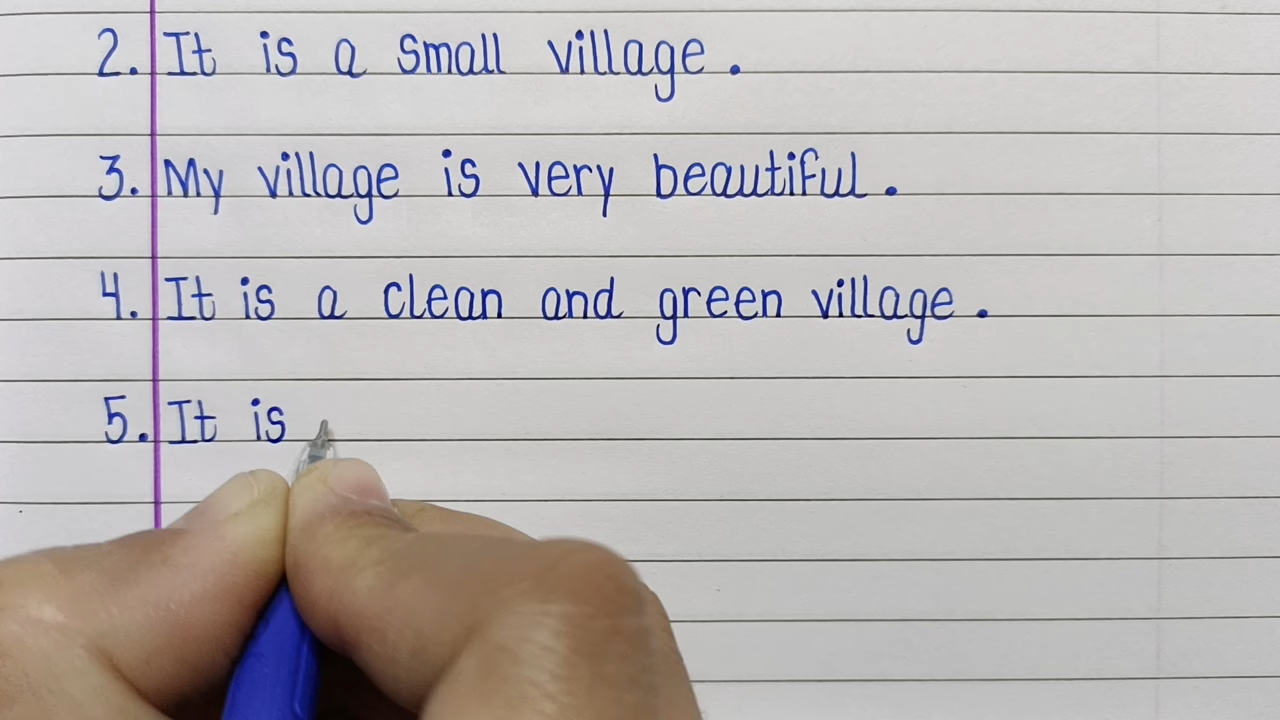 2. It is a small village.
3. My village is very beautiful.
4. It is a clean and green village.
5. It is